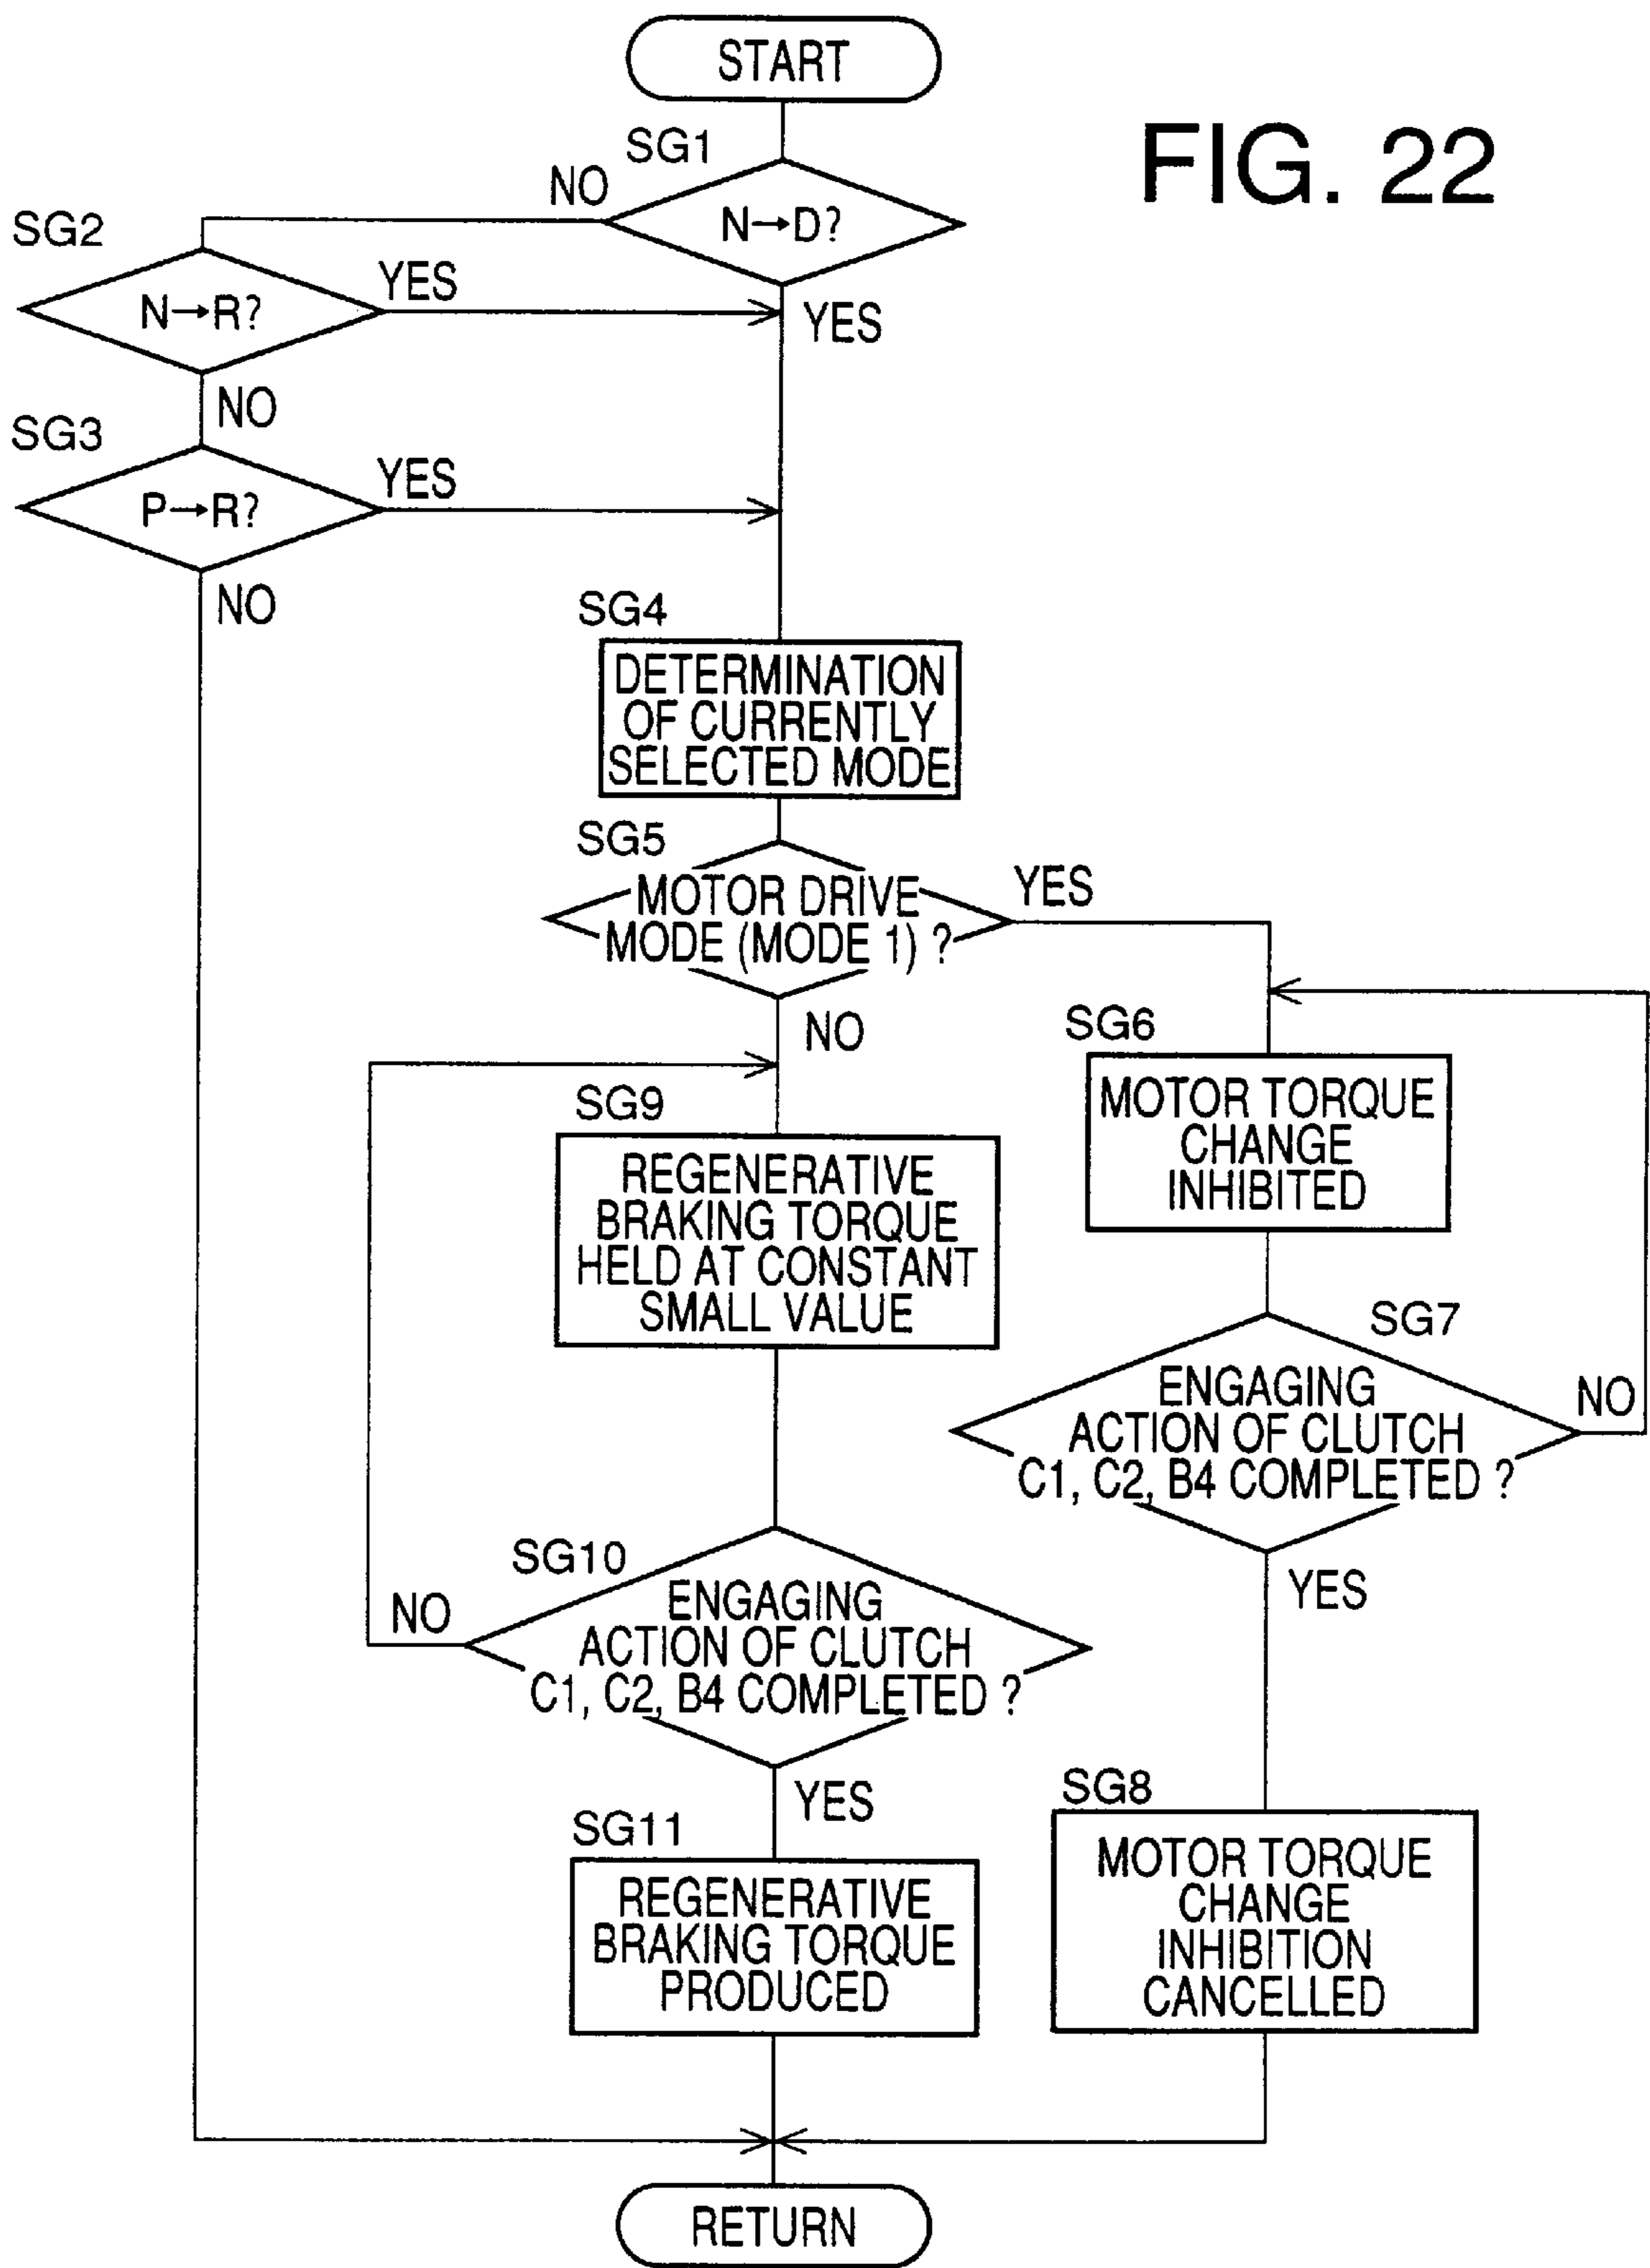 START
FIG. 22
SG1
NO
N→D?
SG2
YES
YES
N→R?
NO
SG3
YES
P→R?
NO
SG4
DETERMINATION
OF CURRENTLY
SELECTED MODE
SG5
YES
MOTOR DRIVE
MODE (MODE 1) ?
NO
SG6
MOTOR TORQUE
CHANGE
INHIBITED
SG9
REGENERATIVE
BRAKING TORQUE
HELD AT CONSTANT
SMALL VALUE
SG7
ENGAGING
ACTION OF CLUTCH
C1, C2, B4 COMPLETED ?
NO
YES
SG10
NO
ENGAGING
ACTION OF CLUTCH
C1, C2, B4 COMPLETED ?
YES
SG8
MOTOR TORQUE
CHANGE
INHIBITION
CANCELLED
SG11
REGENERATIVE
BRAKING TORQUE
PRODUCED
RETURN